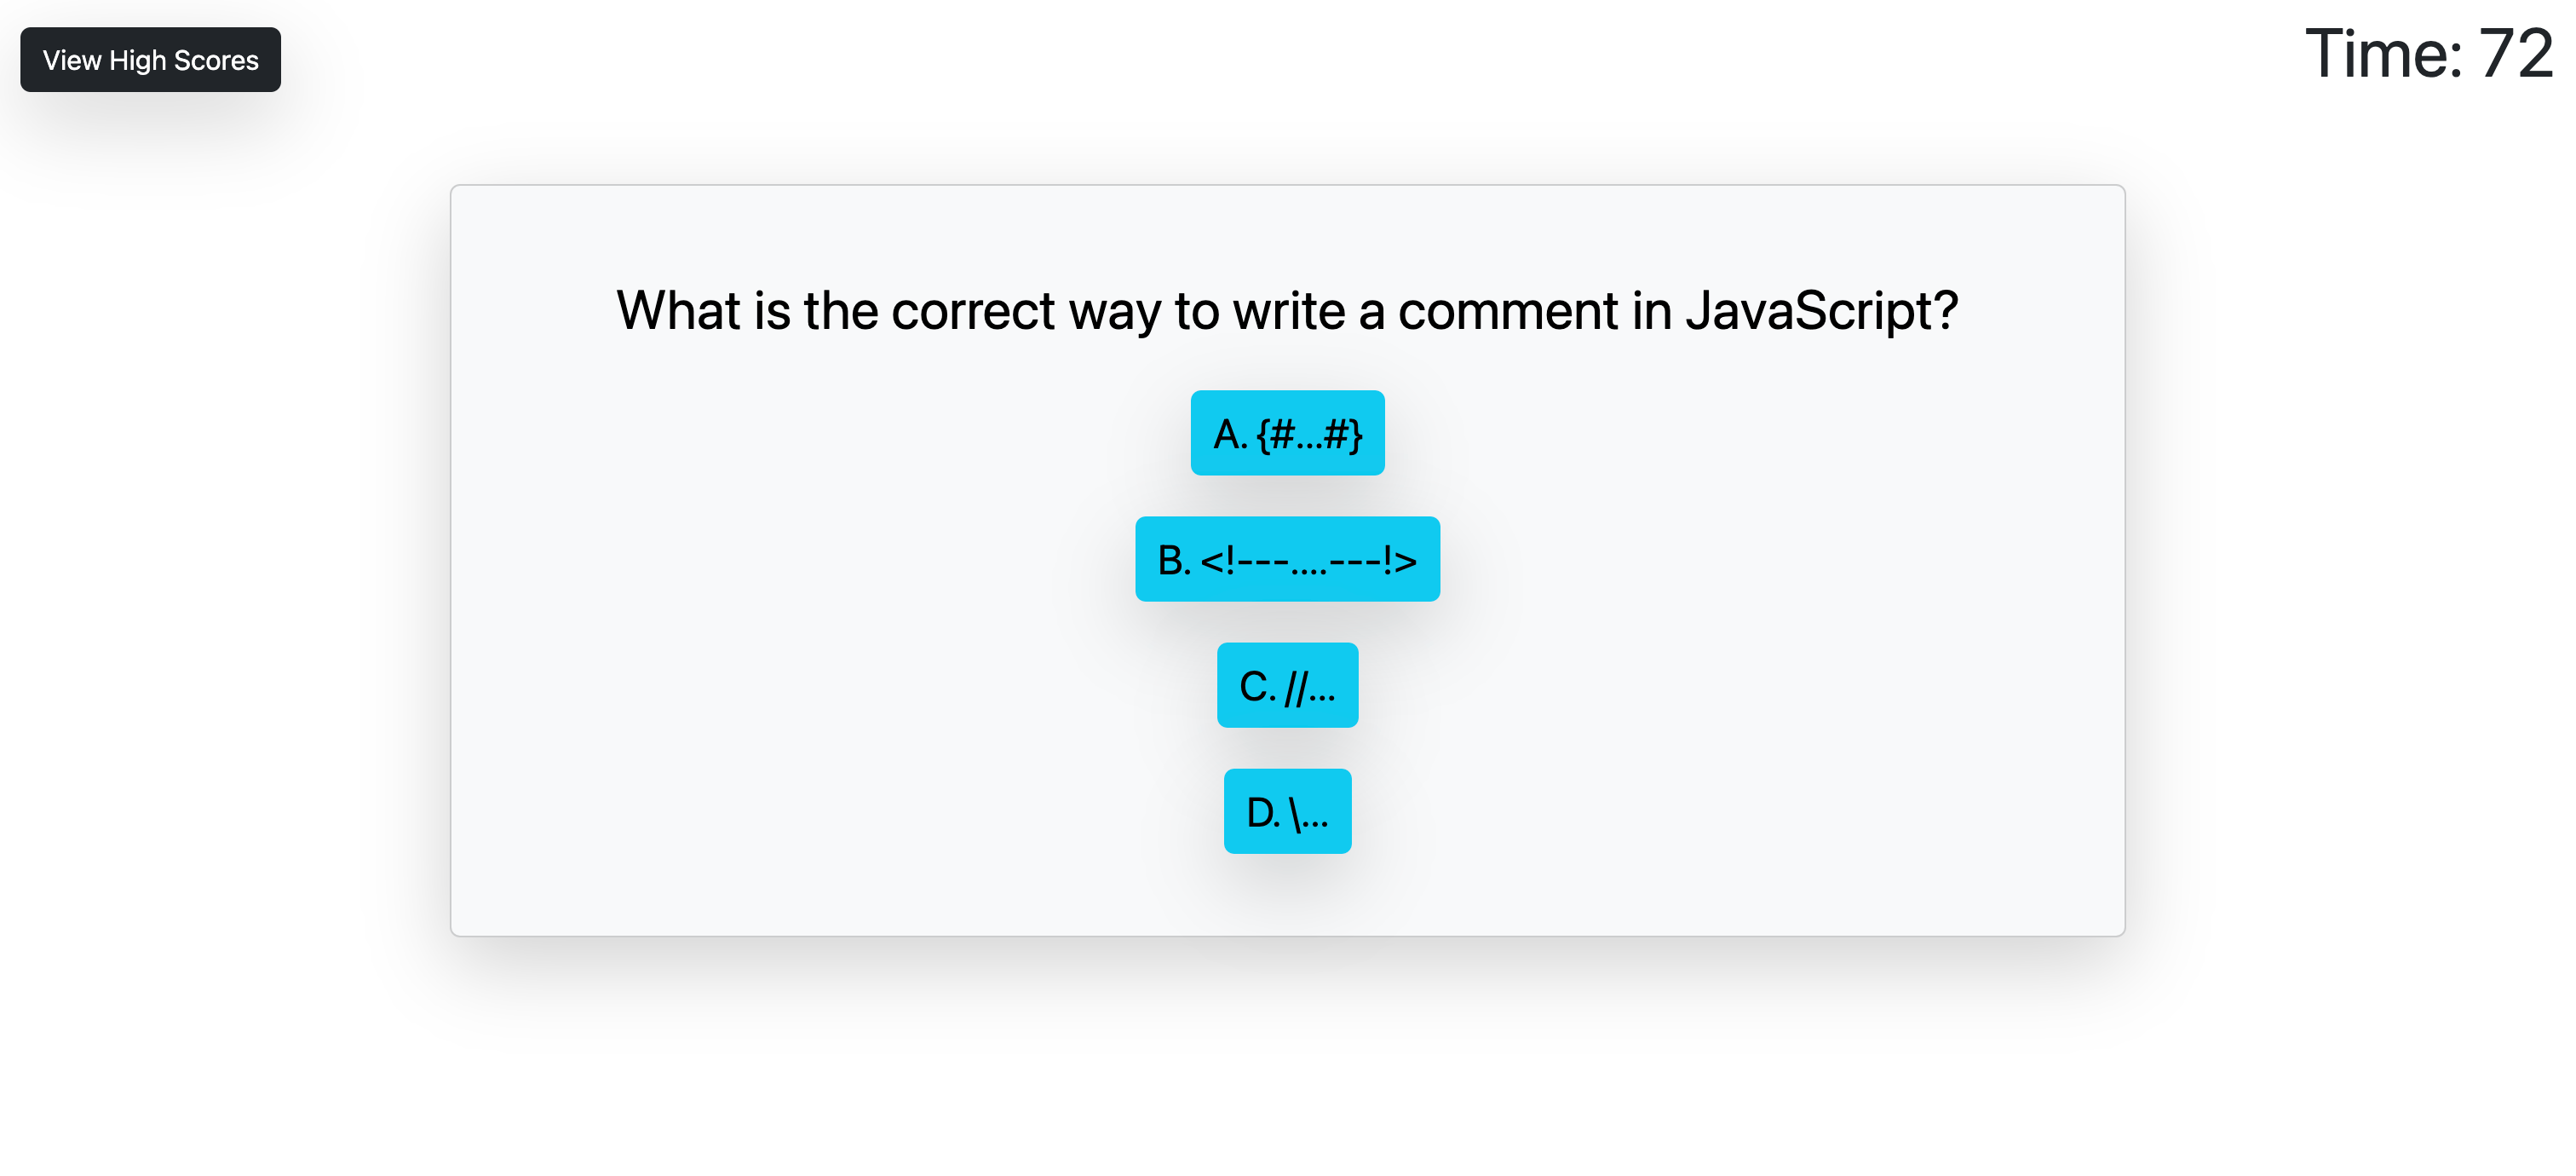 View High Scores
Time: 72
What is the correct way to write a comment in JavaScript?
A. {#...#}
B. <!---....---!>
C. //...
D. \...